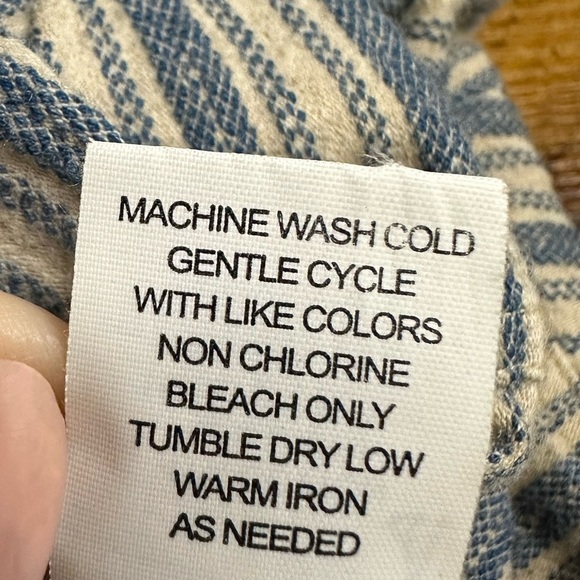 MACHINE WASH COLD
GENTLE CYCLE
WITH LIKE COLORS
NON CHLORINE
BLEACH ONLY
TUMBLE DRY LOW
WARM IRON
AS NEEDED